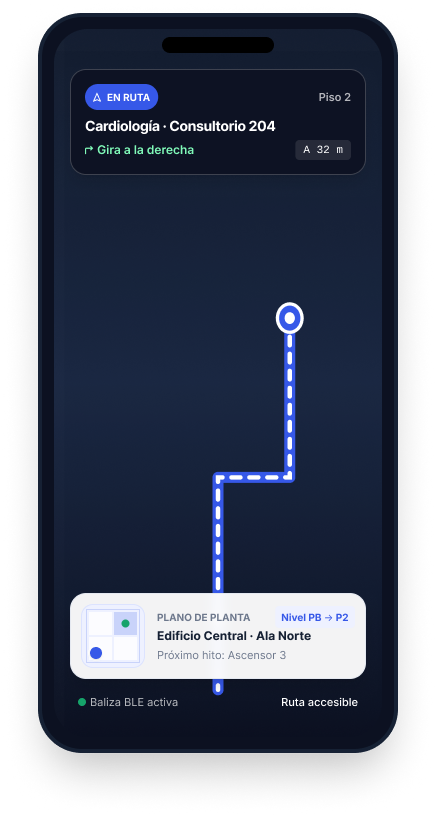 EN RUTA
Piso 2
Cardiología · Consultorio 204
Gira a la derecha
A 32 m
PLANO DE PLANTA
Nivel PB → P2
Edificio Central · Ala Norte
Próximo hito: Ascensor 3
Baliza BLE activa
Ruta accesible